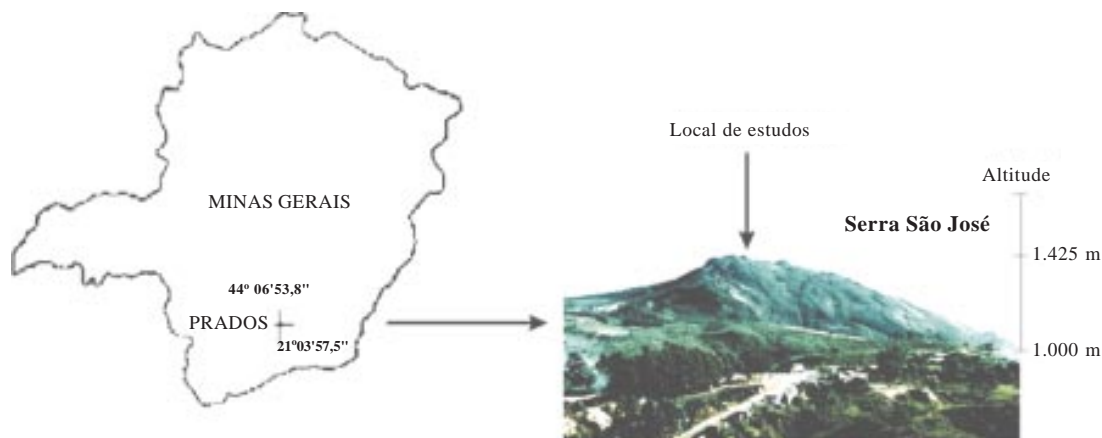 MINAS GERAIS
44º 06'53,8"
PRADOS
21º03'57,5"
Local de estudos
Altitude
Serra São José
1.425 m
1.000 m